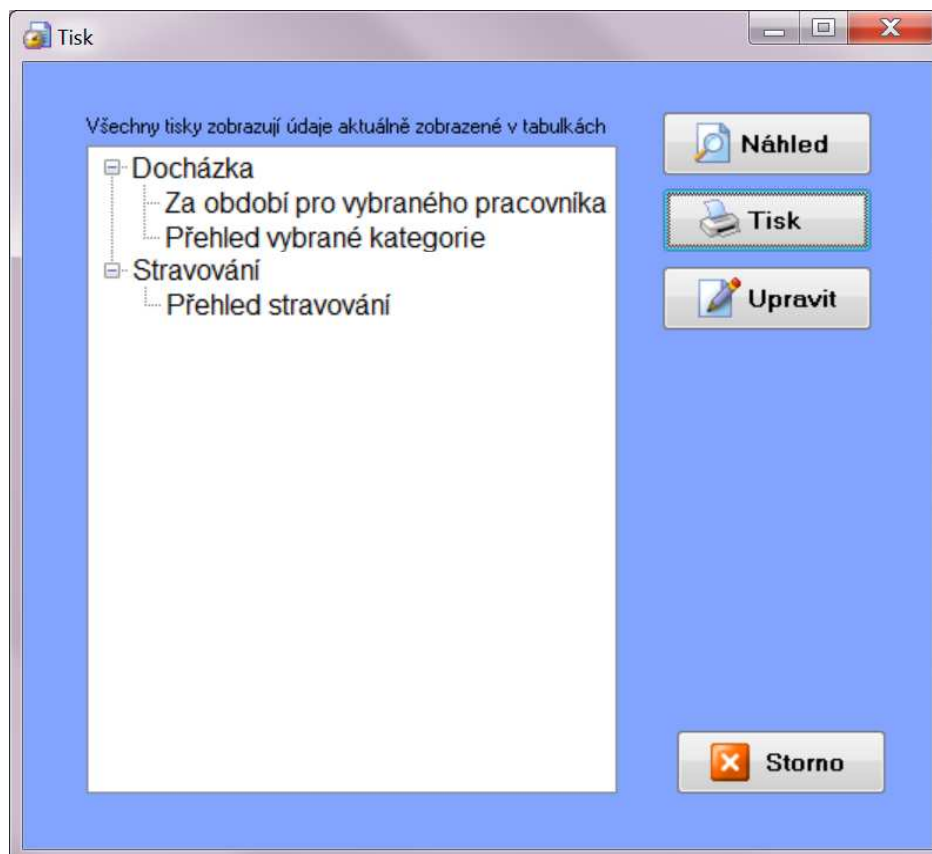 Tisk
Všechny tisky zobrazují údaje aktuálně zobrazené v tabulkách
Docházka
Za období pro vybraného pracovníka
Přehled vybrané kategorie
Stravování
Přehled stravování
Náhled
Tisk
Upravit
Storno